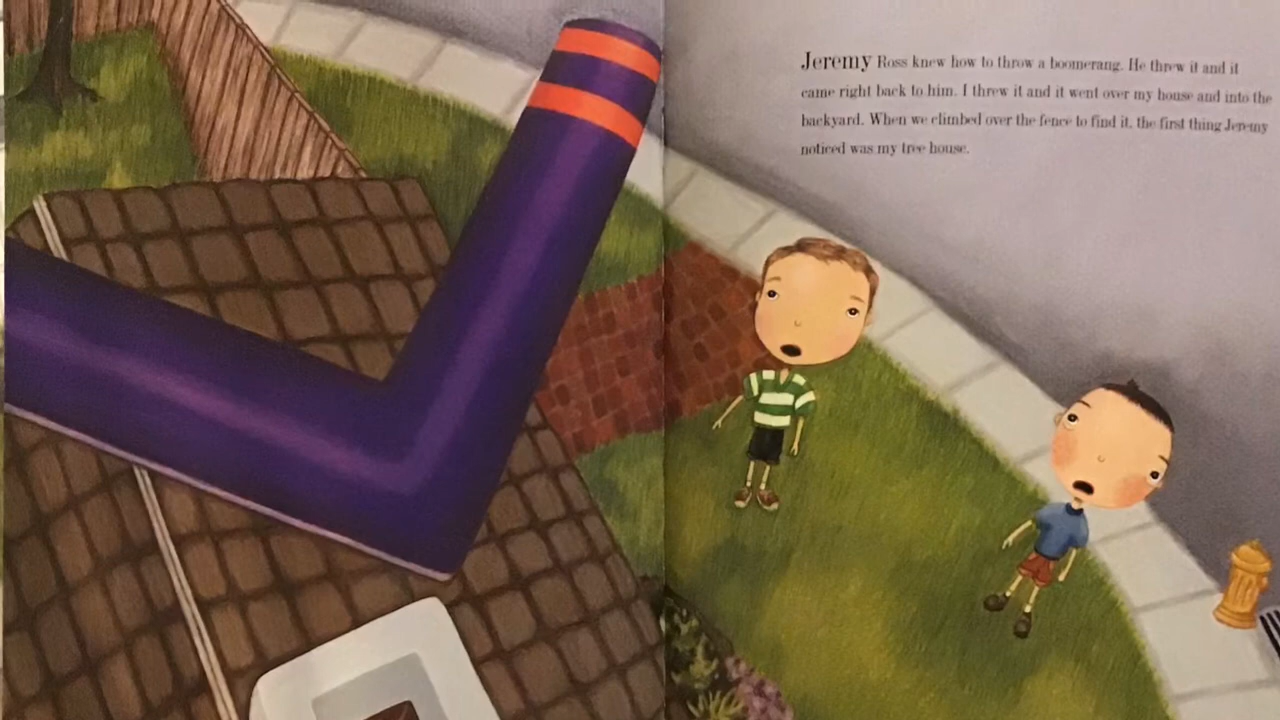 Jeremy Ross knew how to throw a boomerang. He threw it and it
came right back to him. I threw it and it went over my house and into the
backyard. When we climbed over the fence to find it, the first thing Jeremy
noticed was my tree house.